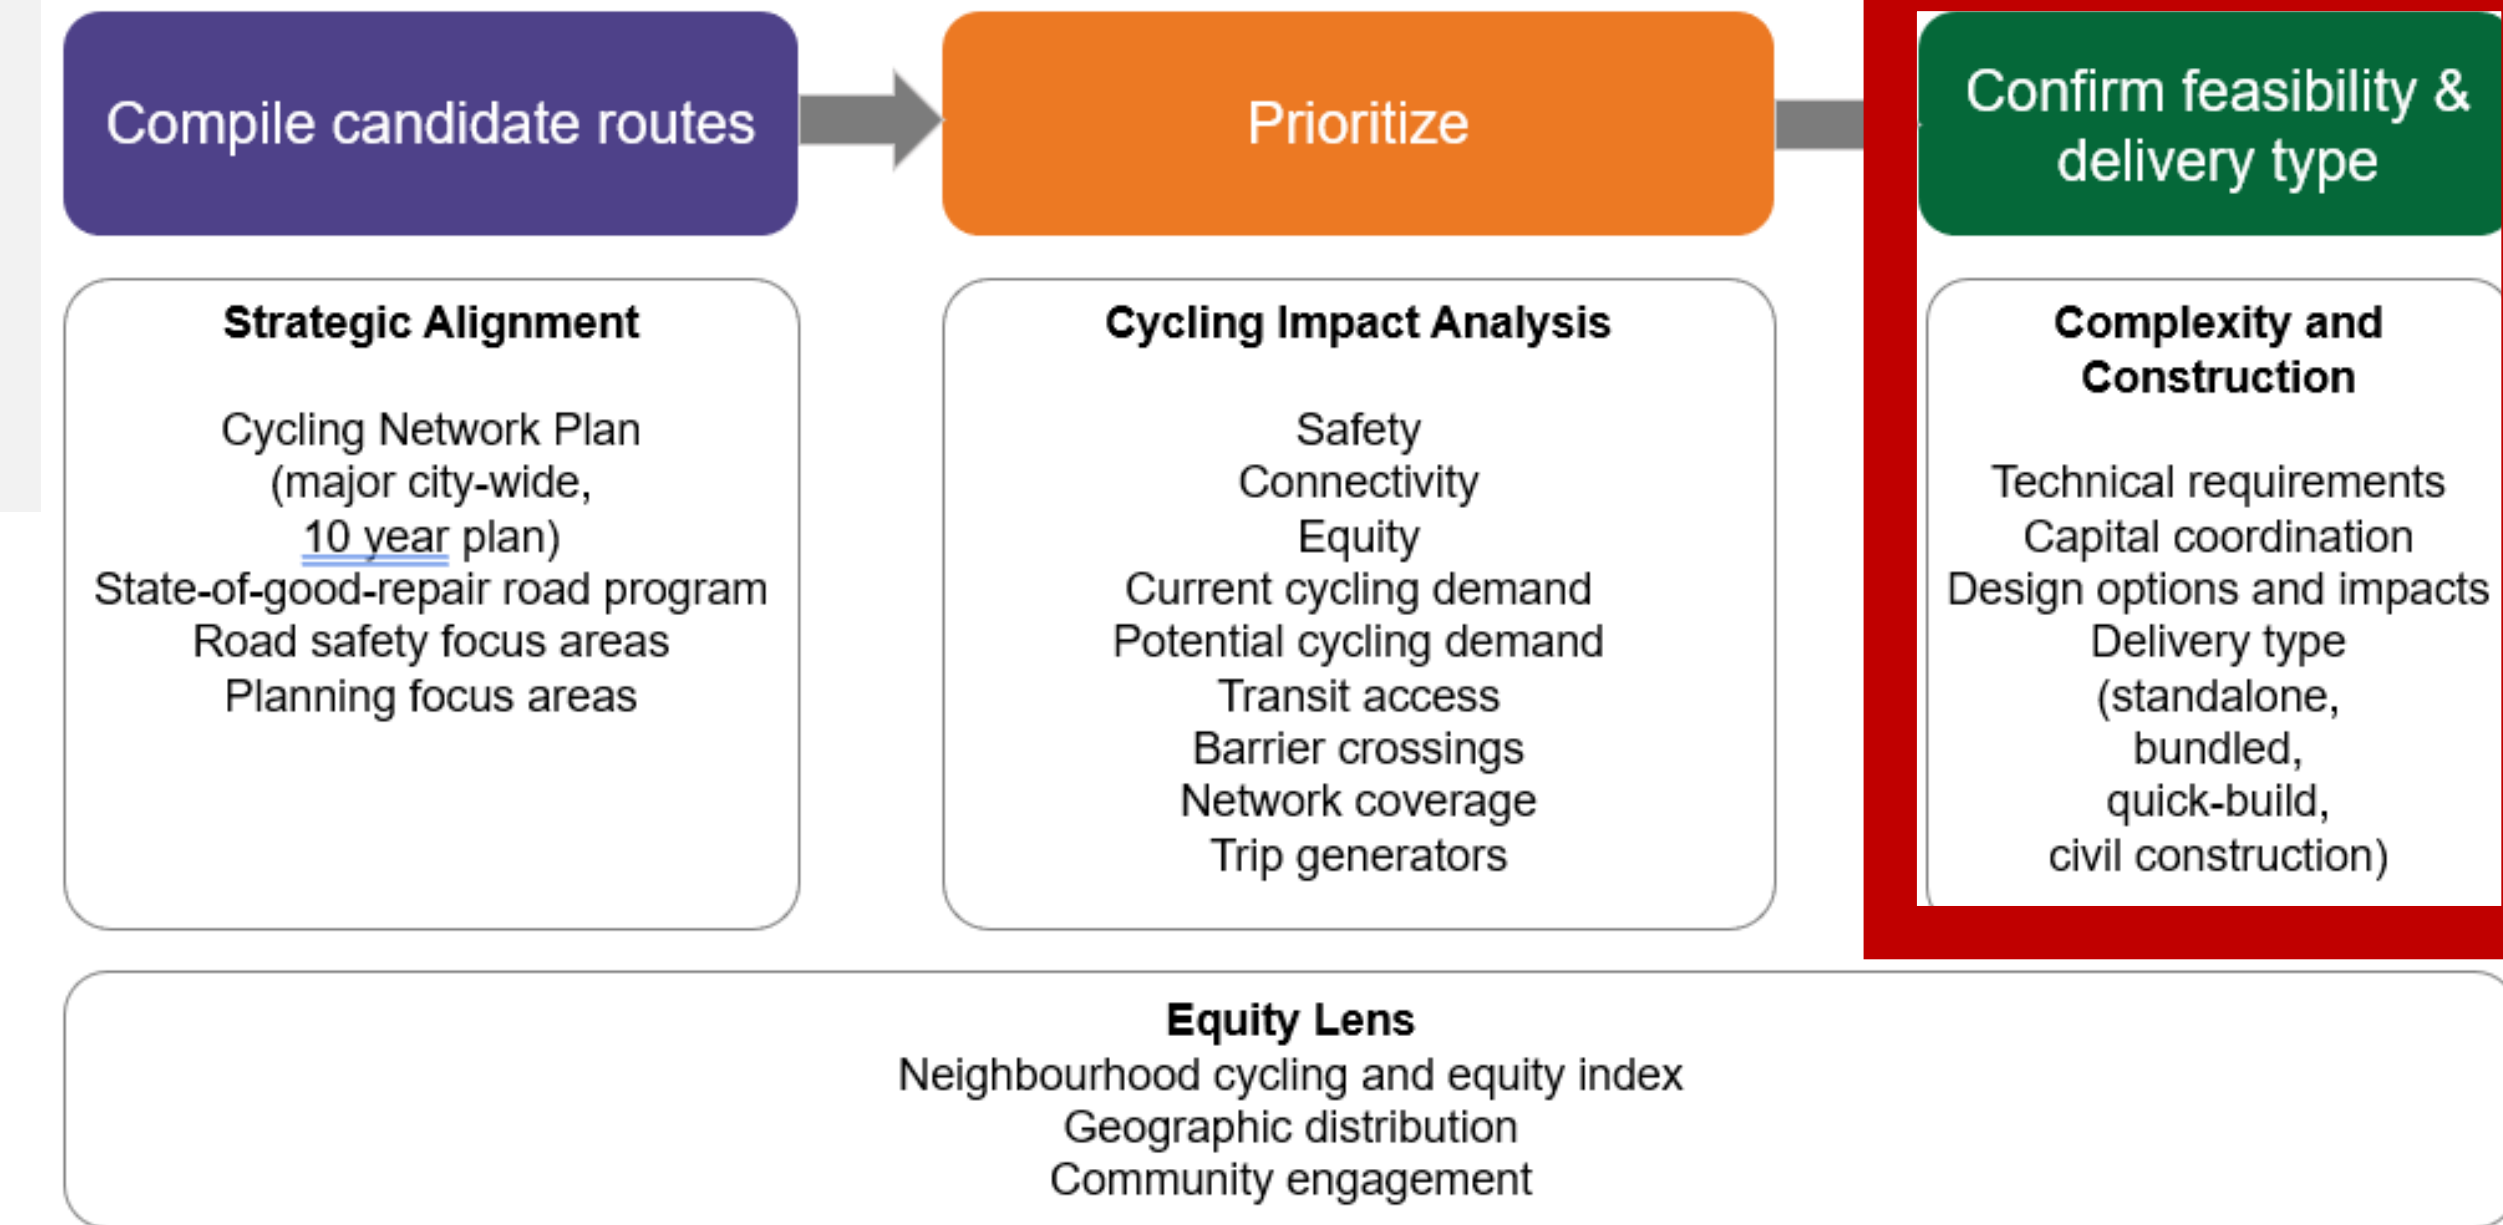 Compile candidate routes
Prioritize
Confirm feasibility &
delivery type
Strategic Alignment
Cycling Network Plan
(major city-wide,
10 year plan)
State-of-good-repair road program
Road safety focus areas
Planning focus areas
Cycling Impact Analysis
Safety
Connectivity
Equity
Current cycling demand
Potential cycling demand
Transit access
Barrier crossings
Network coverage
Trip generators
Complexity and
Construction
Technical requirements
Capital coordination
Design options and impacts
Delivery type
(standalone,
bundled,
quick-build,
civil construction)
Equity Lens
Neighbourhood cycling and equity index
Geographic distribution
Community engagement